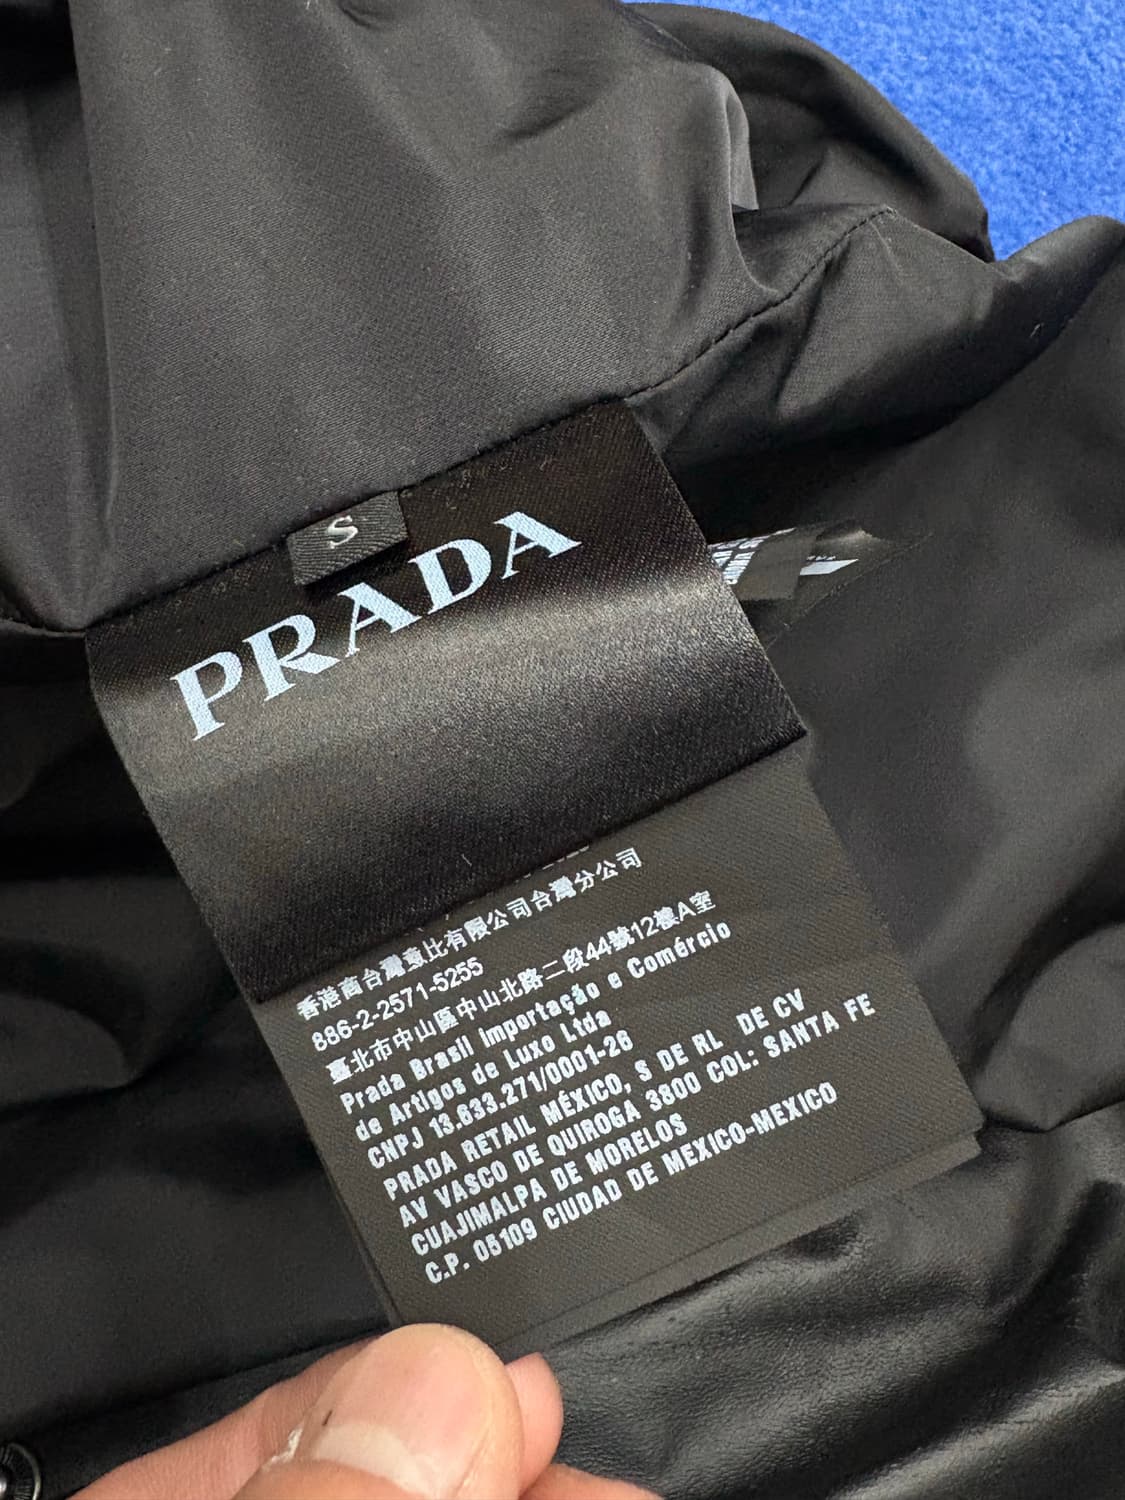 S
PRADA
香港商台灣普比有限公司台灣分公司
886-2-2571-5255
臺北市中山區中山北路二段44號12樓A室
Prada Brasil Importação e Comércio
de Artigos de Luxo Ltda
CNPJ 13.633.271/0001-26
PRADA RETAIL MÉXICO, S DE RL DE CV
AV VASCO DE QUIROGA 3800 COL: SANTA FE
CUAJIMALPA DE MORELOS
C.P. 05109 CIUDAD DE MEXICO-MEXICO